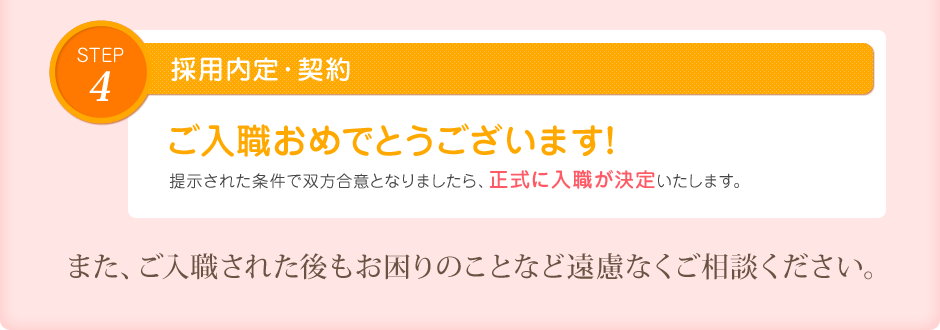 STEP
4
採用内定・契約
ご入職おめでとうございます!
提示された条件で双方合意となりましたら、正式に入職が決定いたします。
また、ご入職された後もお困りのことなど遠慮なくご相談ください。